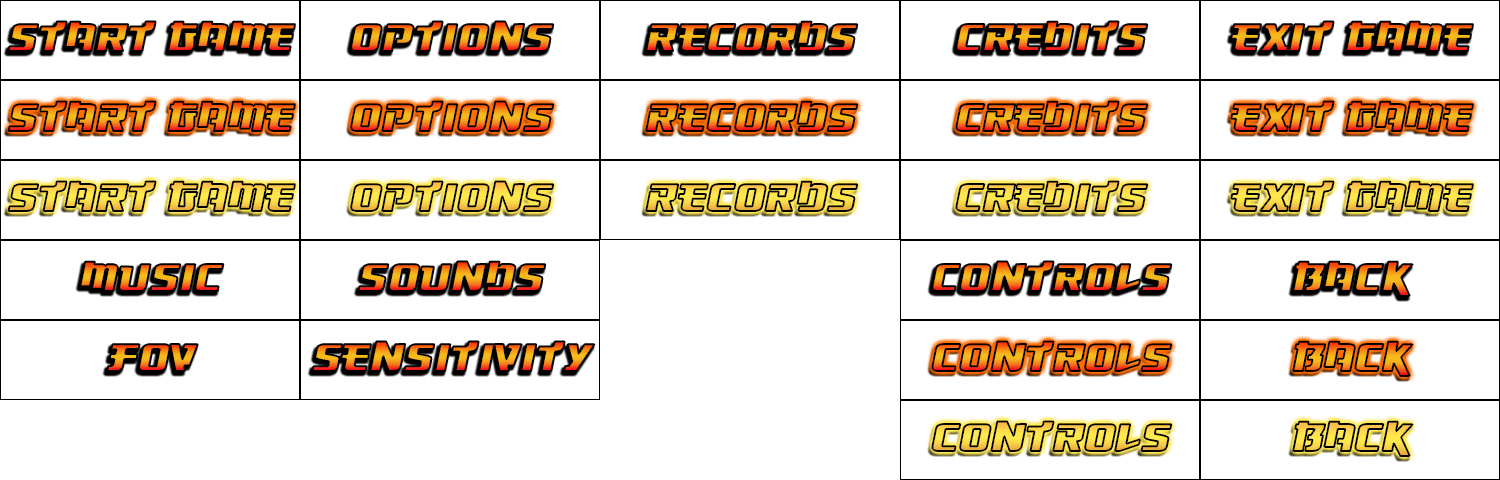 START GAME OPTIONS RECORDS CREDITS EXIT GAME
START GAME OPTIONS RECORDS CREDITS EXIT GAME
START GAME OPTIONS RECORDS CREDITS EXIT GAME
MUSIC SOUNDS CONTROLS BACK
FOV SENSITIVITY CONTROLS BACK
CONTROLS BACK